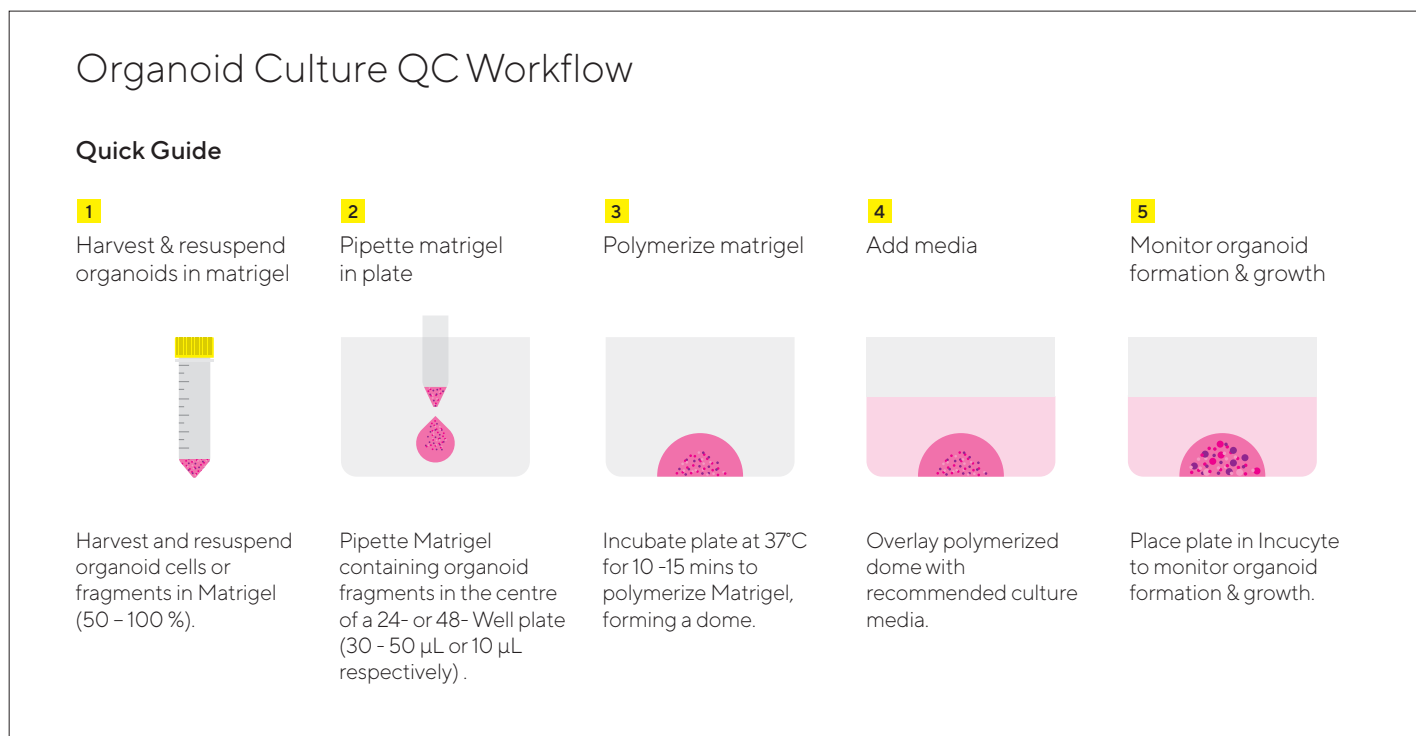 Organoid Culture QC Workflow
Quick Guide
1
Harvest & resuspend
organoids in matrigel
Harvest and resuspend
organoid cells or
fragments in Matrigel
(50 – 100 %).
2
Pipette matrigel
in plate
Pipette Matrigel
containing organoid
fragments in the centre
of a 24- or 48- Well plate
(30 - 50 µL or 10 µL
respectively) .
3
Polymerize matrigel
Incubate plate at 37°C
for 10 -15 mins to
polymerize Matrigel,
forming a dome.
4
Add media
Overlay polymerized
dome with
recommended culture
media.
5
Monitor organoid
formation & growth
Place plate in Incucyte
to monitor organoid
formation & growth.